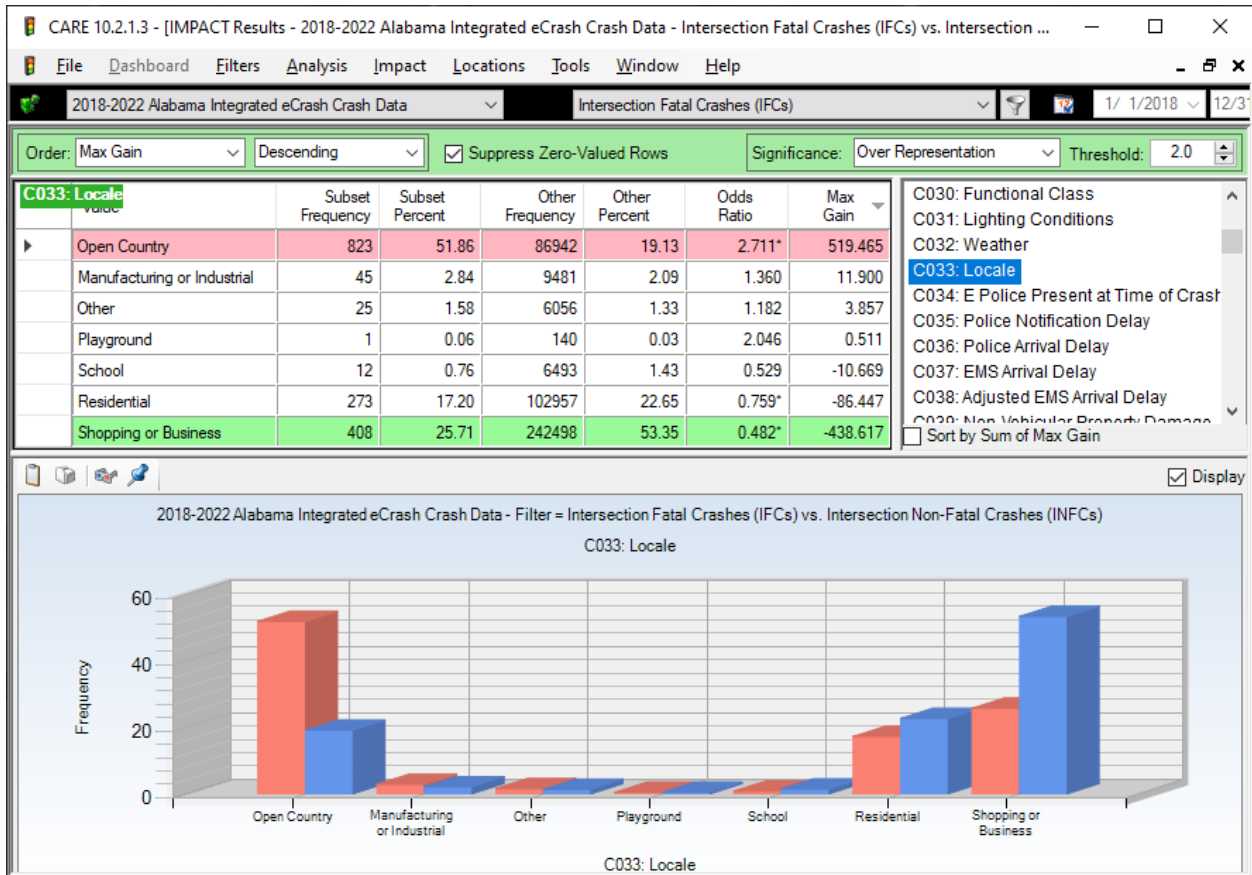 CARE 10.2.1.3 - [IMPACT Results - 2018-2022 Alabama Integrated eCrash Crash Data - Intersection Fatal Crashes (IFCs) vs. Intersection ...
File Dashboard Filters Analysis Impact Locations Tools Window Help
2018-2022 Alabama Integrated eCrash Crash Data Intersection Fatal Crashes (IFCs) 1/ 1/2018 12/31
Order: Max Gain Descending Suppress Zero-Valued Rows Significance: Over Representation Threshold: 2.0
C033: Locale
Subset Frequency Subset Percent Other Frequency Other Percent Odds Ratio Max Gain
Open Country 823 51.86 86942 19.13 2.711* 519.465
Manufacturing or Industrial 45 2.84 9481 2.09 1.360 11.900
Other 25 1.58 6056 1.33 1.182 3.857
Playground 1 0.06 140 0.03 2.046 0.511
School 12 0.76 6493 1.43 0.529 -10.669
Residential 273 17.20 102957 22.65 0.759* -86.447
Shopping or Business 408 25.71 242498 53.35 0.482* -438.617
C030: Functional Class
C031: Lighting Conditions
C032: Weather
C033: Locale
C034: E Police Present at Time of Crash
C035: Police Notification Delay
C036: Police Arrival Delay
C037: EMS Arrival Delay
C038: Adjusted EMS Arrival Delay
C039: Non-Vehicular Property Damage
Sort by Sum of Max Gain
Display
2018-2022 Alabama Integrated eCrash Crash Data - Filter = Intersection Fatal Crashes (IFCs) vs. Intersection Non-Fatal Crashes (INFCs)
C033: Locale
60
40
20
0
Frequency
Open Country
Manufacturing
or Industrial
Other
Playground
School
Residential
Shopping or
Business
C033: Locale